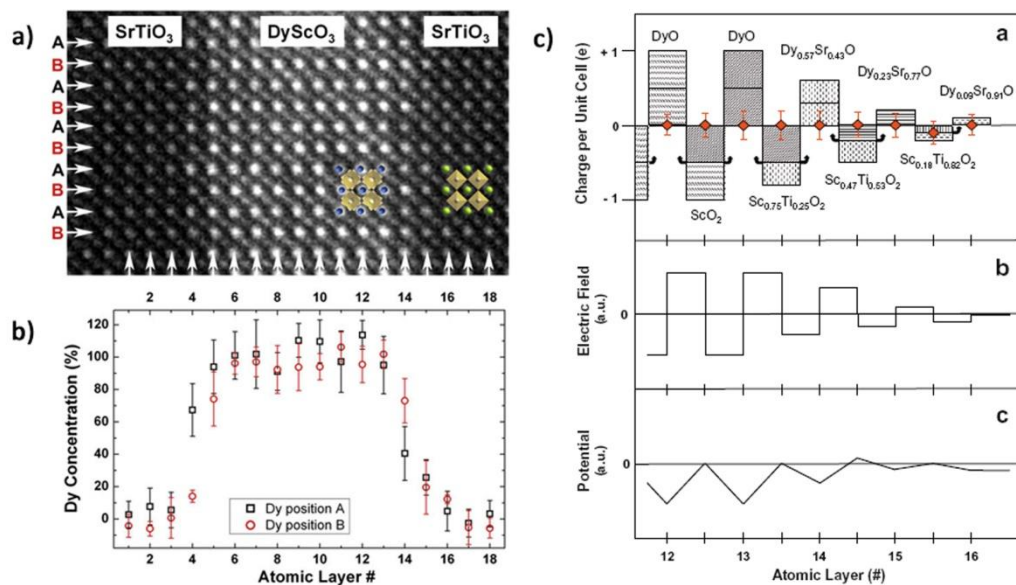 a)
SrTiO₃ DyScO₃ SrTiO₃
A
B
A
B
A
B
A
B
A
B
2 4 6 8 10 12 14 16 18
b)
Dy Concentration (%)
120
100
80
60
40
20
0
Dy position A
Dy position B
2 4 6 8 10 12 14 16 18
Atomic Layer #
c)
a
Charge per Unit Cell (e)
+ 1
0
- 1
DyO DyO Dy₀.₅₇Sr₀.₄₃O
Dy₀.₂₃Sr₀.₇₇O
Dy₀.₀₉Sr₀.₉₁O
ScO₂ Sc₀.₇₅Ti₀.₂₅O₂ Sc₀.₄₇Ti₀.₅₃O₂ Sc₀.₁₈Ti₀.₈₂O₂
b
Electric Field
(a.u.)
0
c
Potential
(a.u.)
0
12 13 14 15 16
Atomic Layer (#)